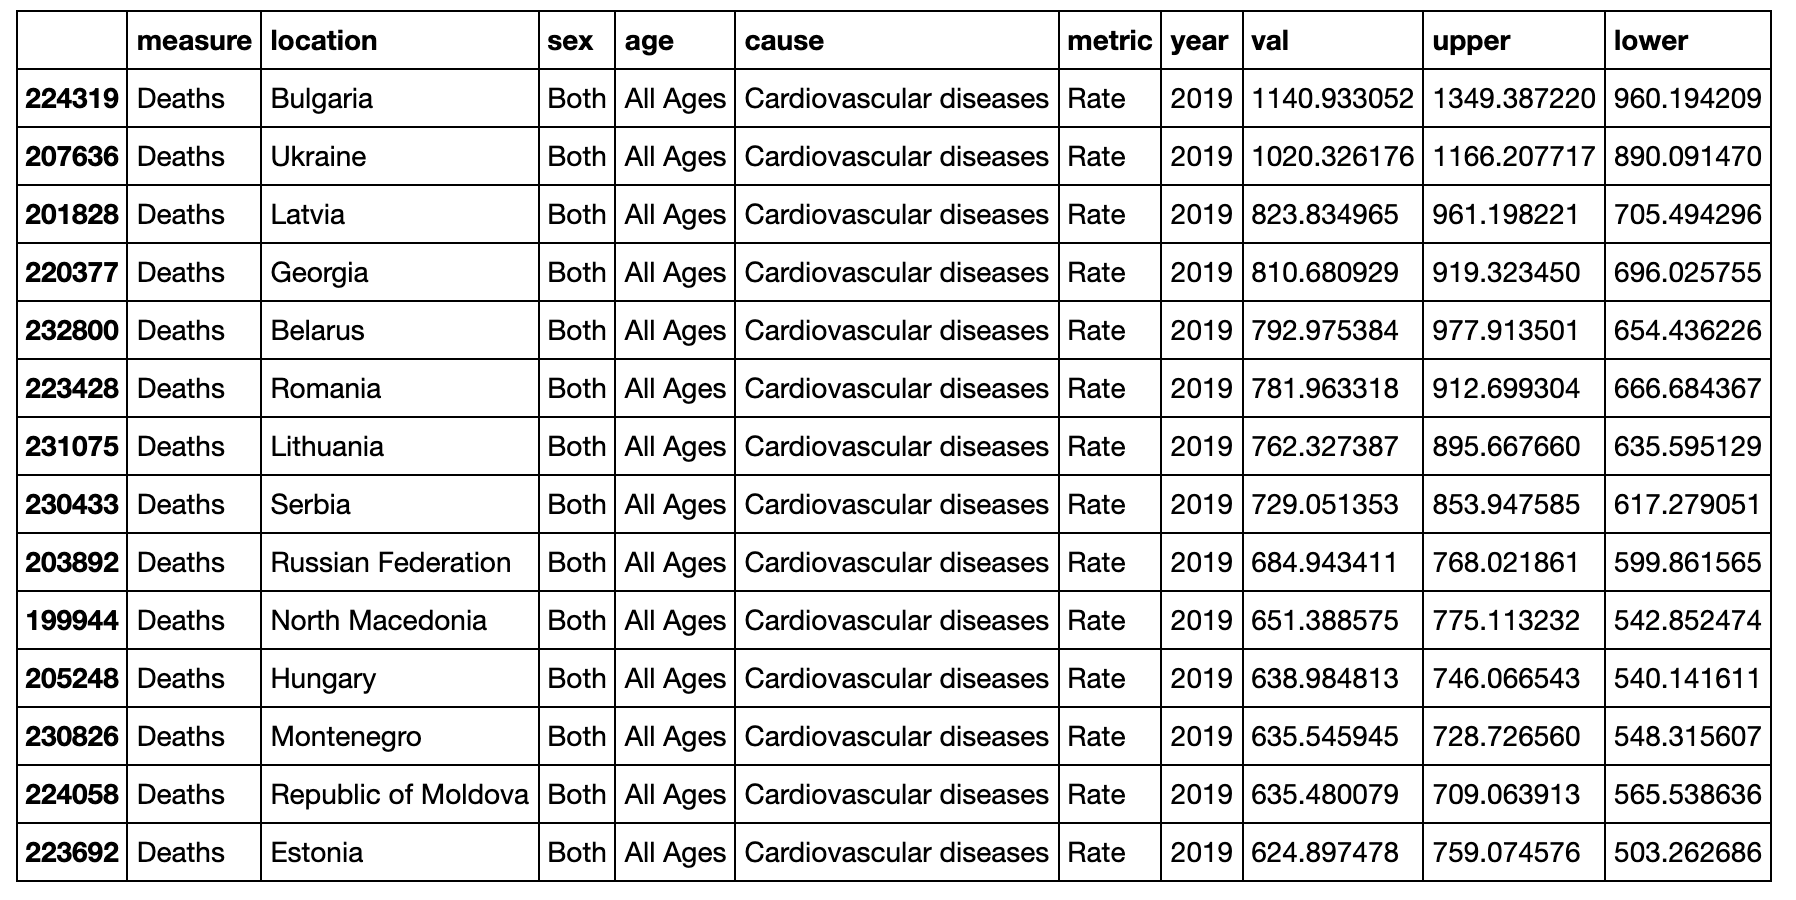 measure location sex age cause metric year val upper lower
224319 Deaths Bulgaria Both All Ages Cardiovascular diseases Rate 2019 1140.933052 1349.387220 960.194209
207636 Deaths Ukraine Both All Ages Cardiovascular diseases Rate 2019 1020.326176 1166.207717 890.091470
201828 Deaths Latvia Both All Ages Cardiovascular diseases Rate 2019 823.834965 961.198221 705.494296
220377 Deaths Georgia Both All Ages Cardiovascular diseases Rate 2019 810.680929 919.323450 696.025755
232800 Deaths Belarus Both All Ages Cardiovascular diseases Rate 2019 792.975384 977.913501 654.436226
223428 Deaths Romania Both All Ages Cardiovascular diseases Rate 2019 781.963318 912.699304 666.684367
231075 Deaths Lithuania Both All Ages Cardiovascular diseases Rate 2019 762.327387 895.667660 635.595129
230433 Deaths Serbia Both All Ages Cardiovascular diseases Rate 2019 729.051353 853.947585 617.279051
203892 Deaths Russian Federation Both All Ages Cardiovascular diseases Rate 2019 684.943411 768.021861 599.861565
199944 Deaths North Macedonia Both All Ages Cardiovascular diseases Rate 2019 651.388575 775.113232 542.852474
205248 Deaths Hungary Both All Ages Cardiovascular diseases Rate 2019 638.984813 746.066543 540.141611
230826 Deaths Montenegro Both All Ages Cardiovascular diseases Rate 2019 635.545945 728.726560 548.315607
224058 Deaths Republic of Moldova Both All Ages Cardiovascular diseases Rate 2019 635.480079 709.063913 565.538636
223692 Deaths Estonia Both All Ages Cardiovascular diseases Rate 2019 624.897478 759.074576 503.262686